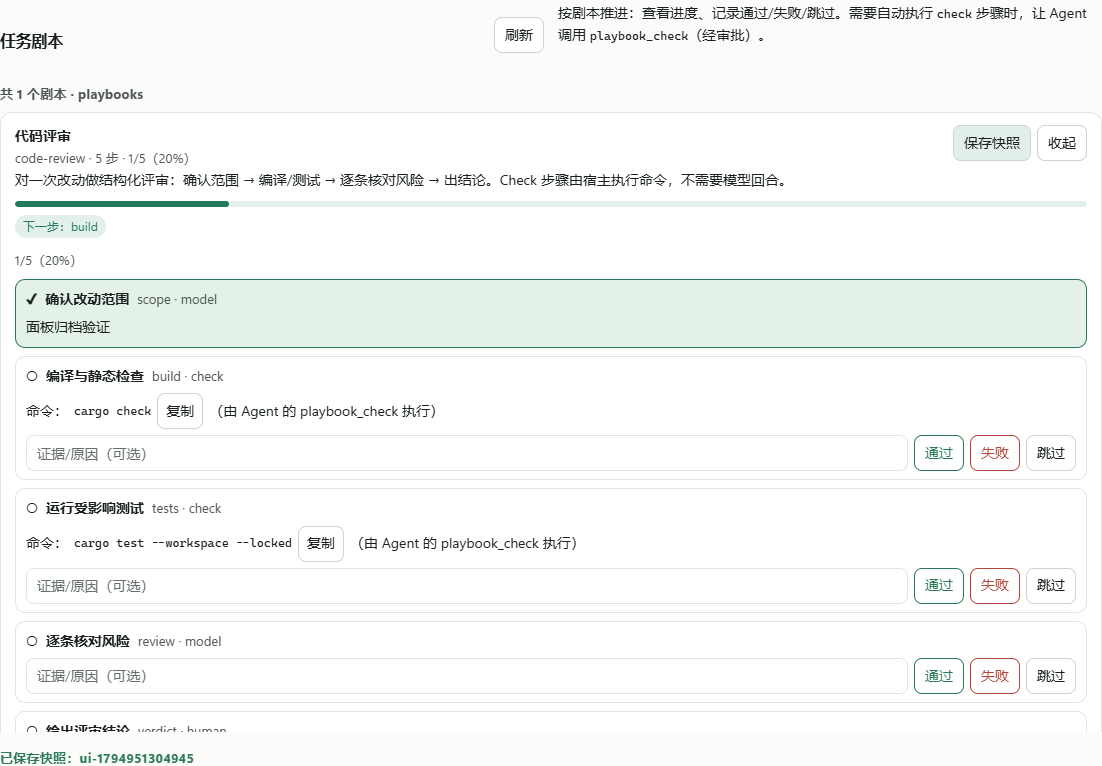 任务剧本
刷新
按剧本推进：查看进度、记录通过/失败/跳过。需要自动执行 check 步骤时，让 Agent
调用 playbook_check（经审批）。
共 1 个剧本 · playbooks
代码评审
保存快照
收起
code-review · 5 步 · 1/5（20%）
对一次改动做结构化评审：确认范围 → 编译/测试 → 逐条核对风险 → 出结论。Check 步骤由宿主执行命令，不需要模型回合。
下一步：build
1/5（20%）
✔ 确认改动范围 scope · model
面板归档验证
○ 编译与静态检查 build · check
命令： cargo check 复制 （由 Agent 的 playbook_check 执行）
证据/原因（可选） 通过 失败 跳过
○ 运行受影响测试 tests · check
命令： cargo test --workspace --locked 复制 （由 Agent 的 playbook_check 执行）
证据/原因（可选） 通过 失败 跳过
○ 逐条核对风险 review · model
证据/原因（可选） 通过 失败 跳过
○ 给出评审结论 verdict · human
已保存快照：ui-1794951304945